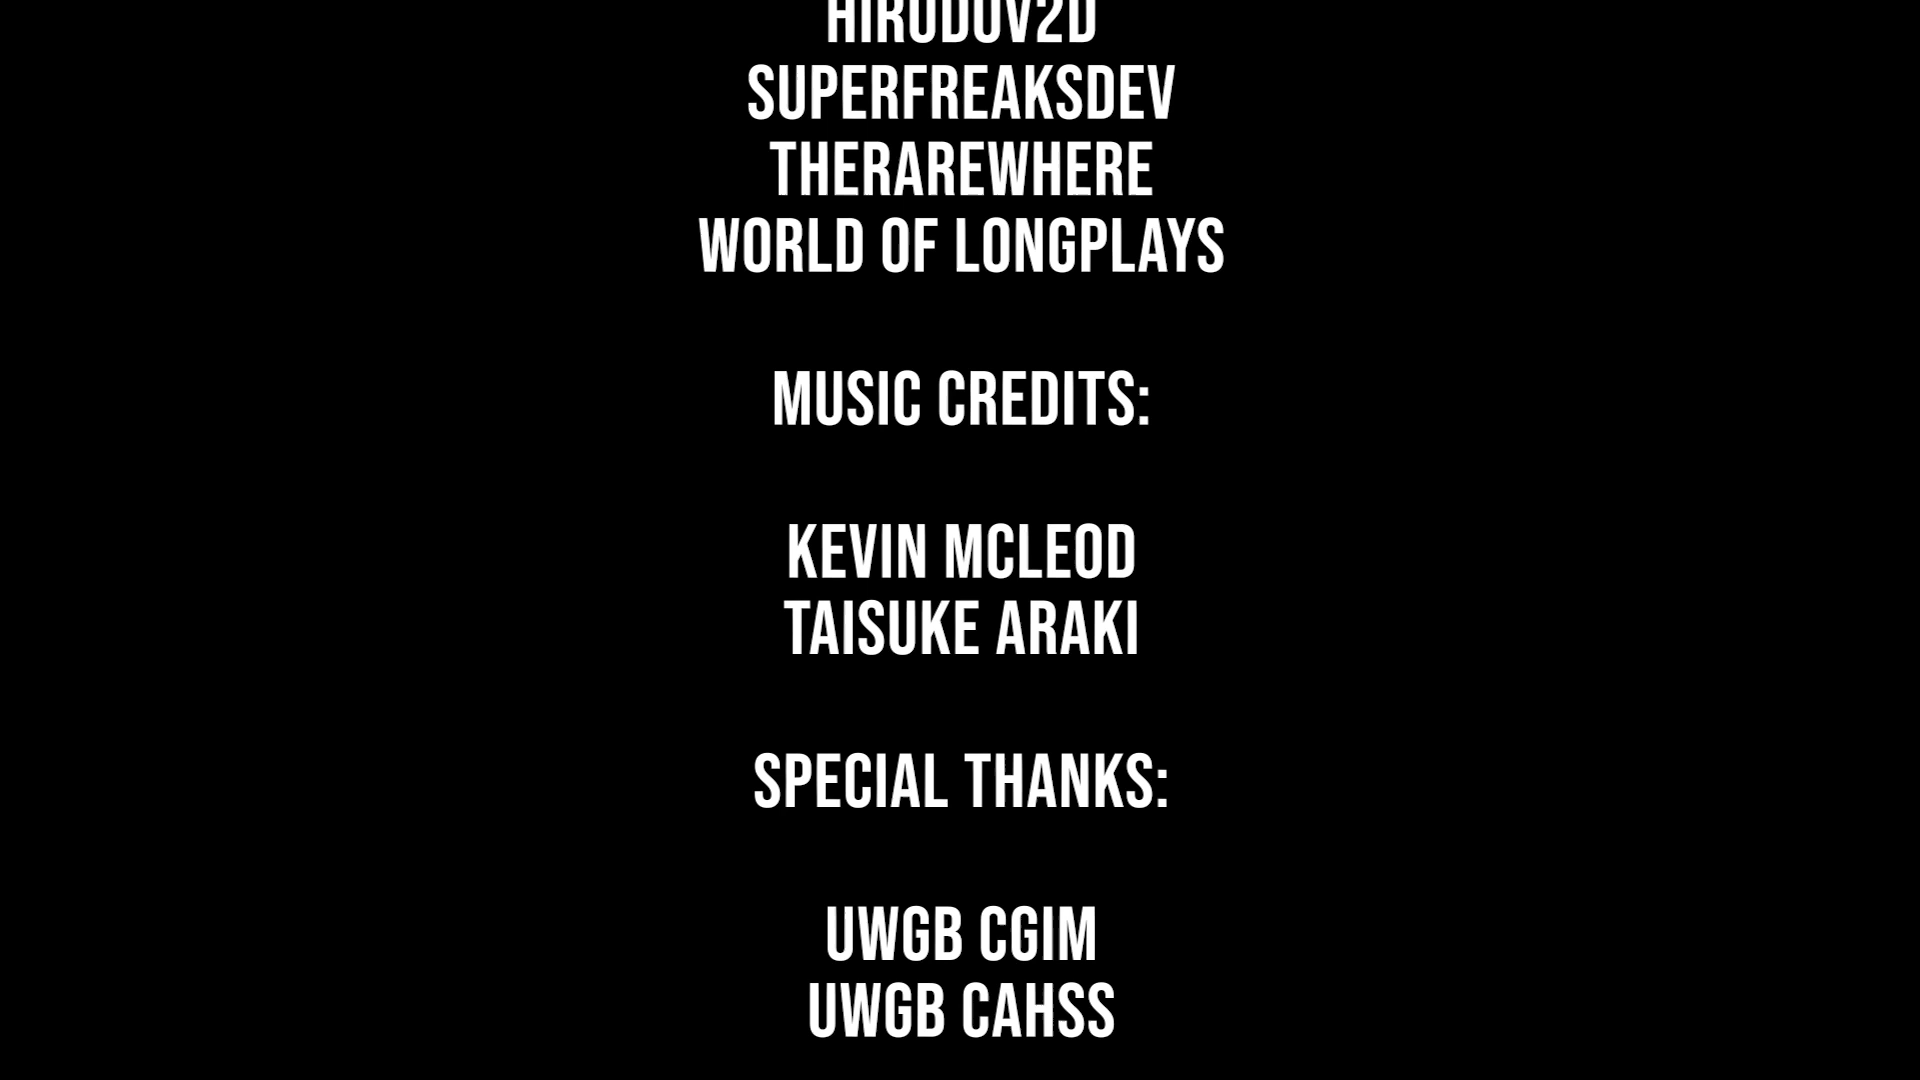 SUPERFREAKSDEV
THERAREWHERE
WORLD OF LONGPLAYS
MUSIC CREDITS:
KEVIN MCLEOD
TAISUKE ARAKI
SPECIAL THANKS:
UWGB CGIM
UWGB CAHSS